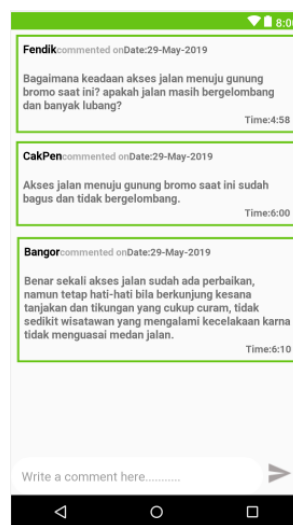 8:00
Fendikcommented onDate:29-May-2019
Bagaimana keadaan akses jalan menuju gunung
bromo saat ini? apakah jalan masih bergelombang
dan banyak lubang?
Time:4:58
CakPencommented onDate:29-May-2019
Akses jalan menuju gunung bromo saat ini sudah
bagus dan tidak bergelombang.
Time:6:00
Bangorcommented onDate:29-May-2019
Benar sekali akses jalan sudah ada perbaikan,
namun tetap hati-hati bila berkunjung kesana
tanjakan dan tikungan yang cukup curam, tidak
sedikit wisatawan yang mengalami kecelakaan karna
tidak menguasai medan jalan.
Time:6:10
Write a comment here...........